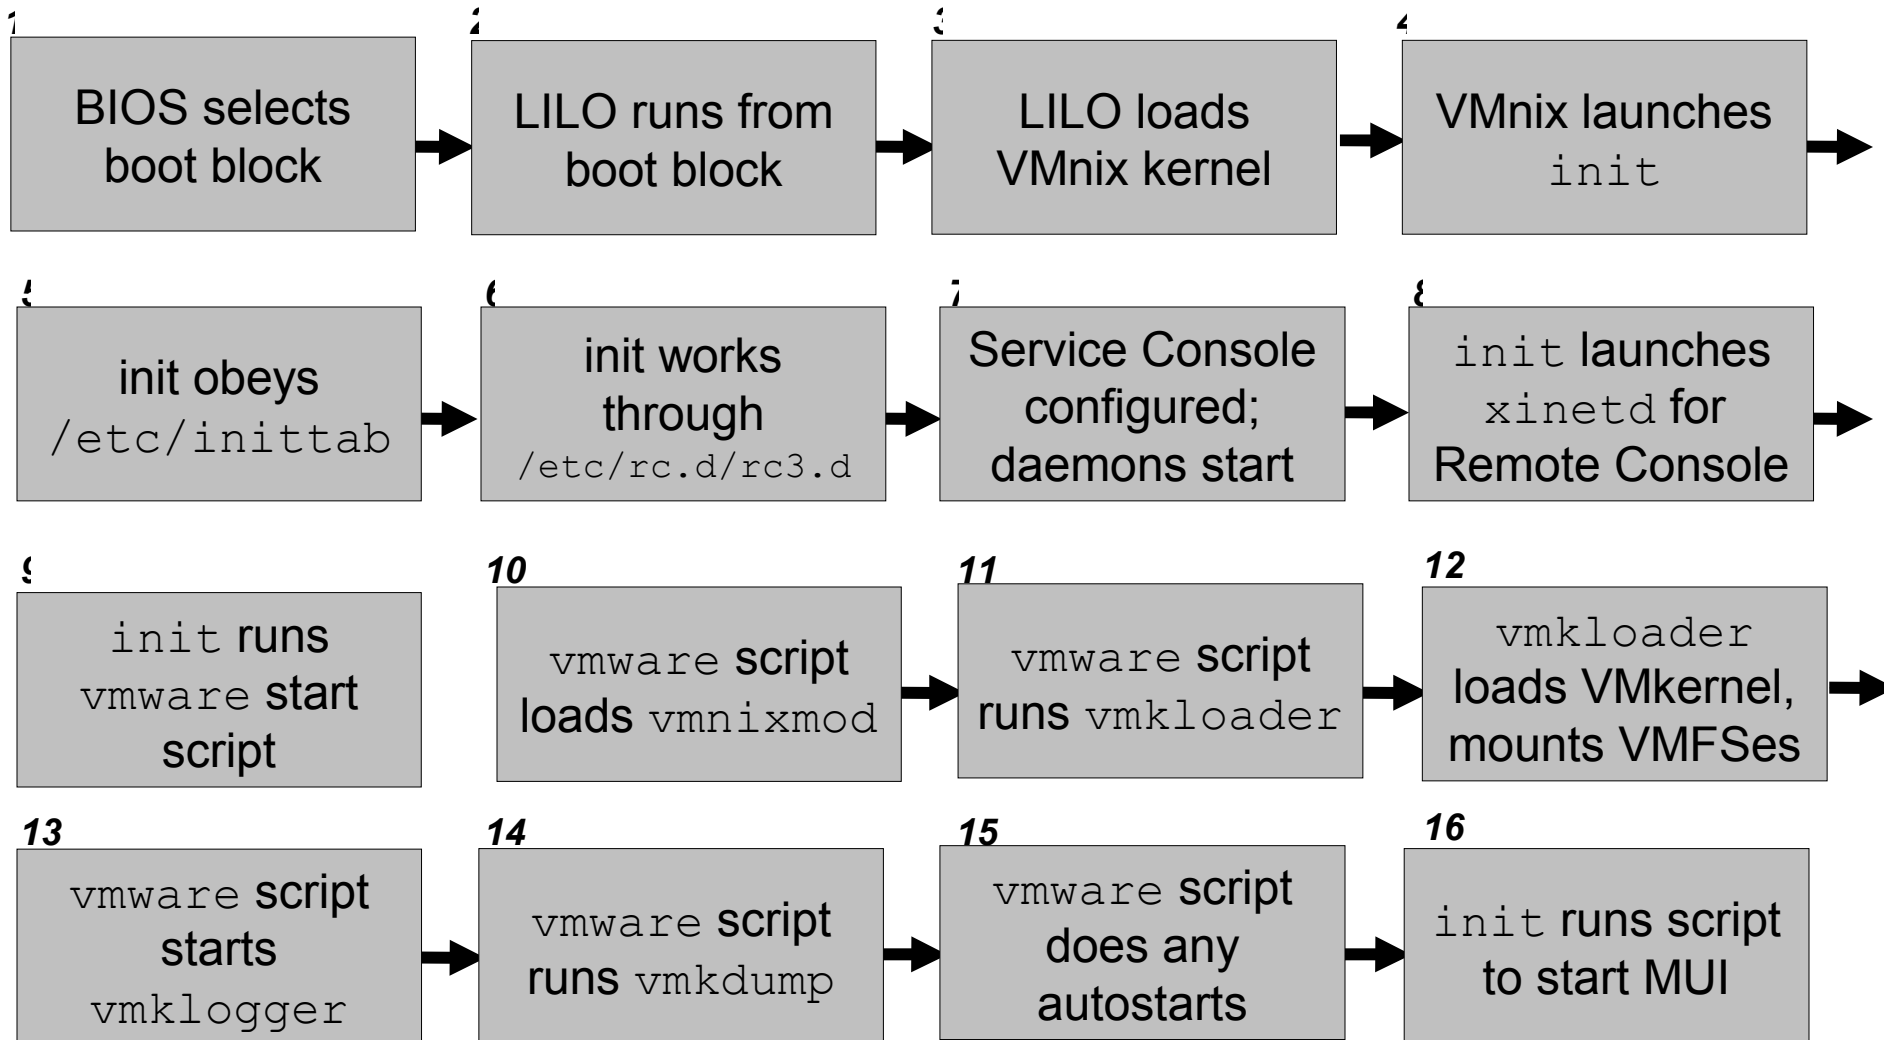 1
BIOS selects
boot block
2
LILO runs from
boot block
3
LILO loads
VMnix kernel
4
VMnix launches
init
5
init obeys
/etc/inittab
6
init works
through
/etc/rc.d/rc3.d
7
Service Console
configured;
daemons start
8
init launches
xinetd for
Remote Console
9
init runs
vmware start
script
10
vmware script
loads vmnixmod
11
vmware script
runs vmkloader
12
vmkloader
loads VMkernel,
mounts VMFSes
13
vmware script
starts
vmklogger
14
vmware script
runs vmkdump
15
vmware script
does any
autostarts
16
init runs script
to start MUI